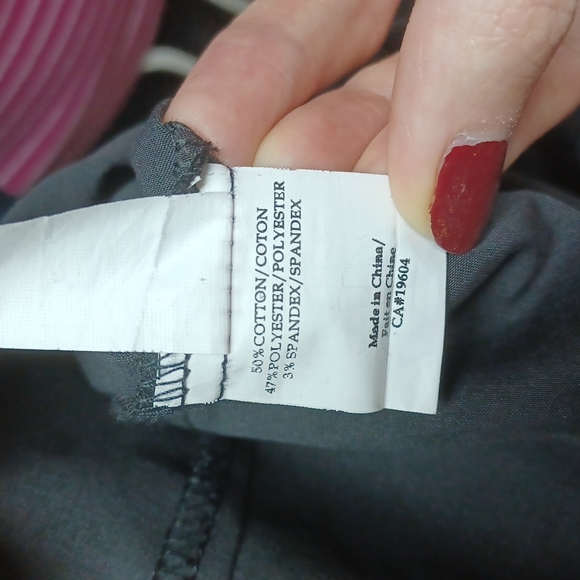 50%COTTON/COTON
47%POLYESTER/POLYESTER
3%SPANDEX/SPANDEX
Made in China/
Fait en Chine
CA#19604